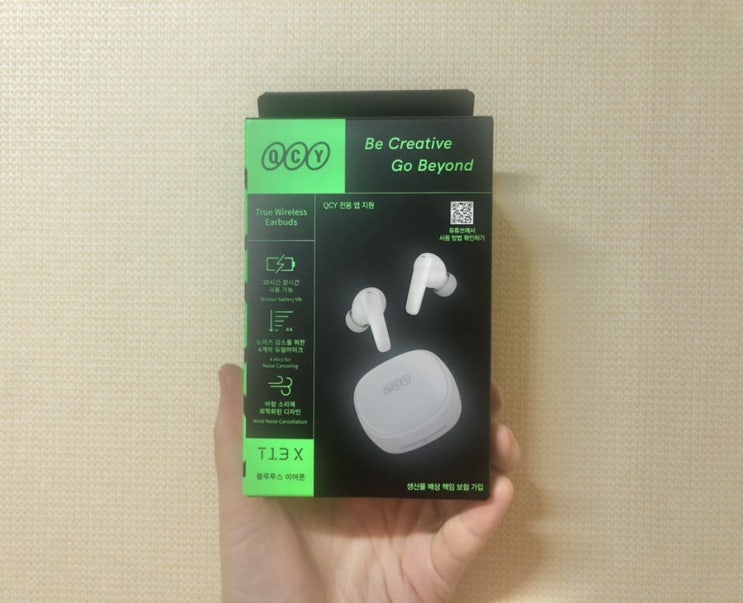 QCY
Be Creative
Go Beyond
True Wireless
Earbuds
QCY 전용 앱 지원
유튜브에서
사용 방법 확인하기
30시간 장시간
사용 가능
30 hour battery life
x4
노이즈 감소를 위한
4개의 듀얼마이크
4 Mics for
Noise Canceling
바람 소리에
최적화된 디자인
Wind Noise Cancellation
QCY
T13 X
블루투스 이어폰
생산물 배상 책임 보험 가입